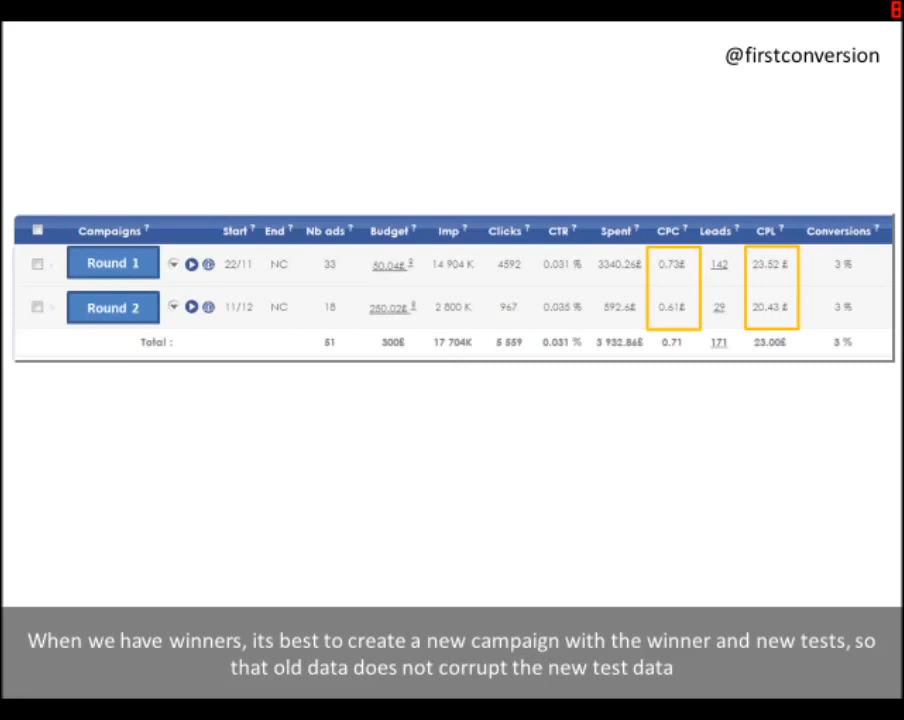 @firstconversion
Campaigns ? Start ? End ? Nb ads ? Budget ? Imp ? Clicks ? CTR ? Spent ? CPC ? Leads ? CPL ? Conversions ?
Round 1 22/11 NC 33 50.04£ 14 904 K 4592 0.031 % 3340.26£ 0.73£ 142 23.52 £ 3 %
Round 2 11/12 NC 18 250.02£ 2 800 K 967 0.035 % 592.6£ 0.61£ 29 20.43 £ 3 %
Total : 51 300£ 17 704K 5 559 0.031 % 3 932.86£ 0.71 171 23.00£ 3 %
When we have winners, its best to create a new campaign with the winner and new tests, so
that old data does not corrupt the new test data